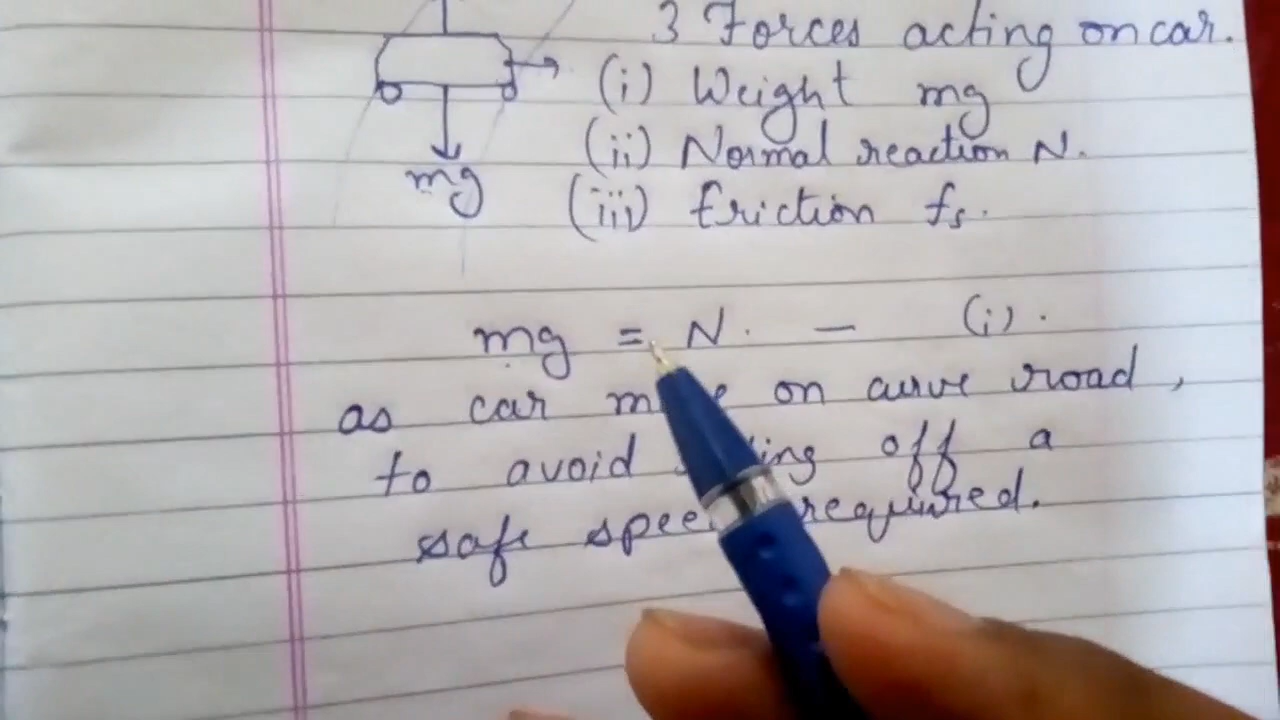 3 Forces acting on car.
(i) Weight mg
(ii) Normal reaction N.
mg
(iii) friction fs.
mg = N. — (i).
as car on curve road,
to avoid off a
safe required.